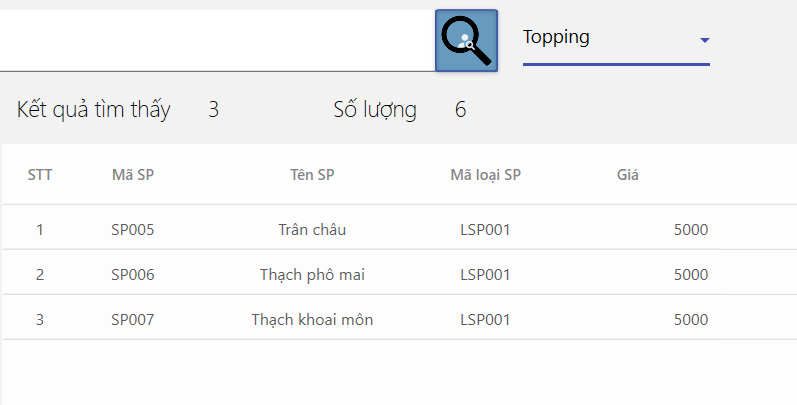 Topping
Kết quả tìm thấy 3 Số lượng 6
STT Mã SP Tên SP Mã loại SP Giá
1 SP005 Trân châu LSP001 5000
2 SP006 Thạch phô mai LSP001 5000
3 SP007 Thạch khoai môn LSP001 5000